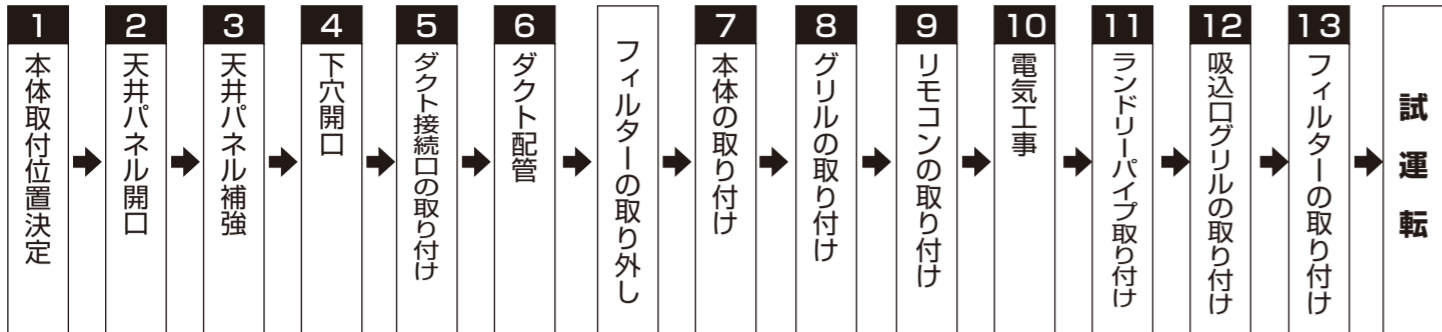 1
本体取付位置決定
2
天井パネル開口
3
天井パネル補強
4
下穴開口
5
ダクト接続口の取り付け
6
ダクト配管
フィルターの取り外し
7
本体の取り付け
8
グリルの取り付け
9
リモコンの取り付け
10
電気工事
11
ランドリーパイプ取り付け
12
吸込口グリルの取り付け
13
フィルターの取り付け
試運転